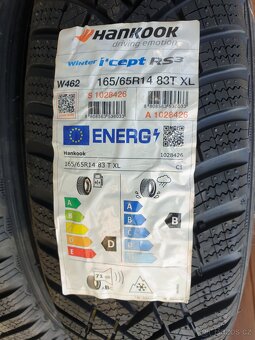 HANKOOK
driving emotion
Winter i*cept RS3
W462 165/65R14 83T XL
S 1028426
A 1028426
ENERG
Hankook 1028426
165/65R14 83 T XL C1
A
B
C
D
E
D
A
B
C
D
E
B
71